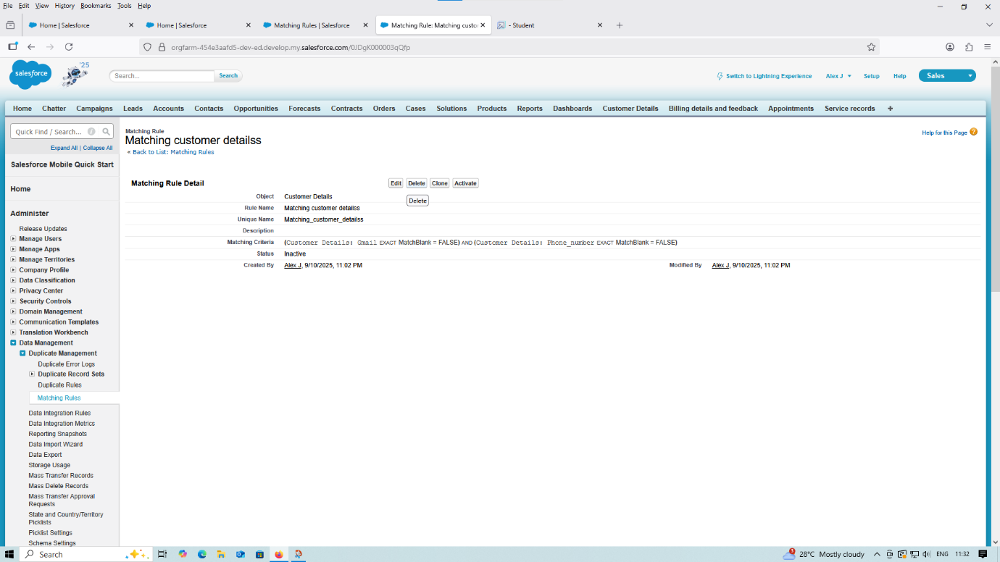 File Edit View History Bookmarks Tools Help
Home | Salesforce
Home | Salesforce
Matching Rules | Salesforce
Matching Rule: Matching custo
- Student
orgfarm-454e3aafd5-dev-ed.develop.my.salesforce.com/0JDgK000003qQfp
salesforce
'25
Search...
Search
Switch to Lightning Experience
Alex J
Setup
Help
Sales
Home Chatter Campaigns Leads Accounts Contacts Opportunities Forecasts Contracts Orders Cases Solutions Products Reports Dashboards Customer Details Billing details and feedback Appointments Service records +
Quick Find / Search...
Expand All | Collapse All
Salesforce Mobile Quick Start
Home
Administer
Release Updates
Manage Users
Manage Apps
Manage Territories
Company Profile
Data Classification
Privacy Center
Security Controls
Domain Management
Communication Templates
Translation Workbench
Data Management
Duplicate Management
Duplicate Error Logs
Duplicate Record Sets
Duplicate Rules
Matching Rules
Data Integration Rules
Data Integration Metrics
Reporting Snapshots
Data Import Wizard
Data Export
Storage Usage
Mass Transfer Records
Mass Delete Records
Mass Transfer Approval
Requests
State and Country/Territory
Picklists
Picklist Settings
Schema Settings
Matching Rule
Matching customer detailss
« Back to List: Matching Rules
Help for this Page
Matching Rule Detail
Edit Delete Clone Activate
Delete
Object Customer Details
Rule Name Matching customer detailss
Unique Name Matching_customer_detailss
Description
Matching Criteria (Customer Details: Gmail EXACT MatchBlank = FALSE) AND (Customer Details: Phone_number EXACT MatchBlank = FALSE)
Status Inactive
Created By Alex J, 9/10/2025, 11:02 PM Modified By Alex J, 9/10/2025, 11:02 PM
Search
28°C Mostly cloudy
ENG 11:32